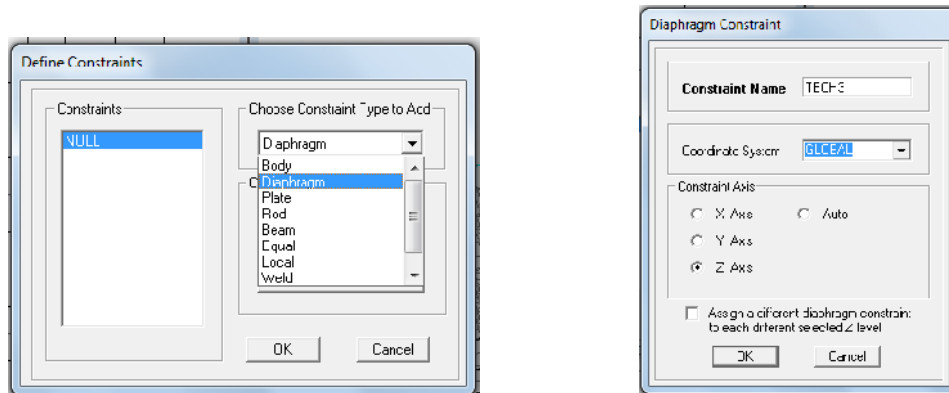 Define Constraints
Constraints
NULL
Choose Constraint Type to Add
Diaphragm
Body
Diaphragm
Plate
Rod
Beam
Equal
Local
Weld
C
OK
Cancel
Diaphragm Constraint
Constraint Name
TECH3
Coordinate System
GLOBAL
Constraint Axis
X Axis
Auto
Y Axis
Z Axis
Assign a different diaphragm constraint
to each different selected Z level
OK
Cancel